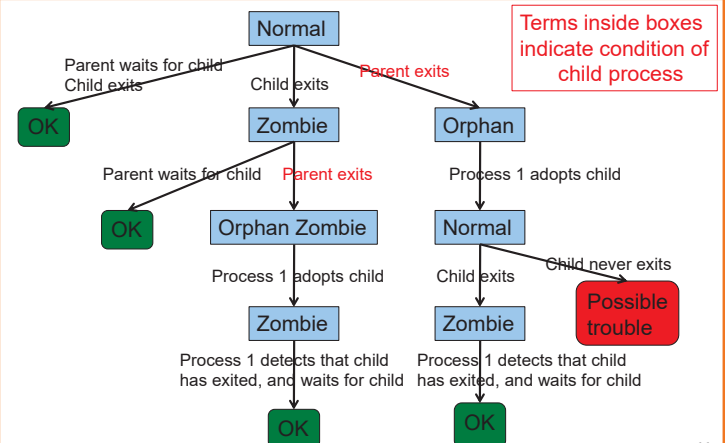 Normal
Terms inside boxes
indicate condition of
child process
Parent waits for child
Child exits
Child exits
Parent exits
OK
Zombie
Orphan
Parent waits for child
Parent exits
Process 1 adopts child
OK
Orphan Zombie
Normal
Process 1 adopts child
Child exits
Child never exits
Zombie
Zombie
Possible
trouble
Process 1 detects that child
has exited, and waits for child
Process 1 detects that child
has exited, and waits for child
OK
OK